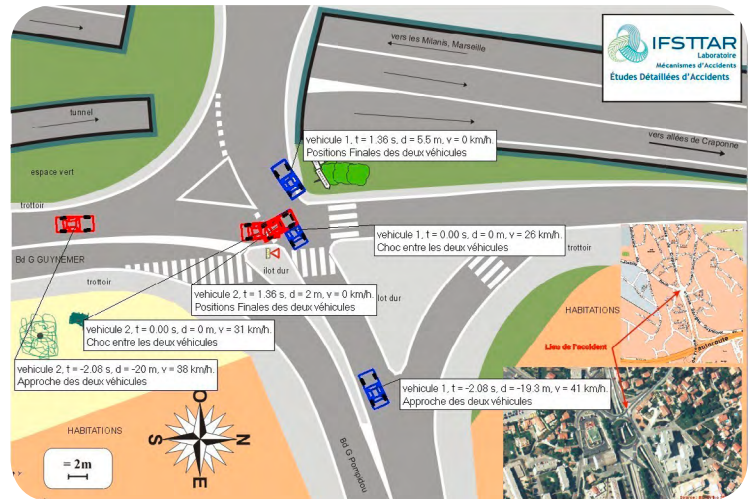 IFSTTAR
Laboratoire
Mécanismes d'Accidents
Études Détaillées d'Accidents
vers les Milanis, Marseille
vers allées de Craponne
tunnel
espace vert
trottoir
vehicule 1, t = 1.36 s, d = 5.5 m, v = 0 km/h.
Positions Finales des deux véhicules
vehicule 1, t = 0.00 s, d = 0 m, v = 26 km/h.
Choc entre les deux véhicules
trottoir
Bd G GUYNEMER
trottoir
ilot dur
vehicule 2, t = 1.36 s, d = 2 m, v = 0 km/h.
Positions Finales des deux véhicules
lot dur
HABITATIONS
vehicule 2, t = 0.00 s, d = 0 m, v = 31 km/h.
Choc entre les deux véhicules
Lieu de l'accident
vehicule 2, t = -2.08 s, d = -20 m, v = 38 km/h.
Approche des deux véhicules
vehicule 1, t = -2.08 s, d = -19.3 m, v = 41 km/h.
Approche des deux véhicules
HABITATIONS
O
S
N
E
Bd G Pompidou
= 2m